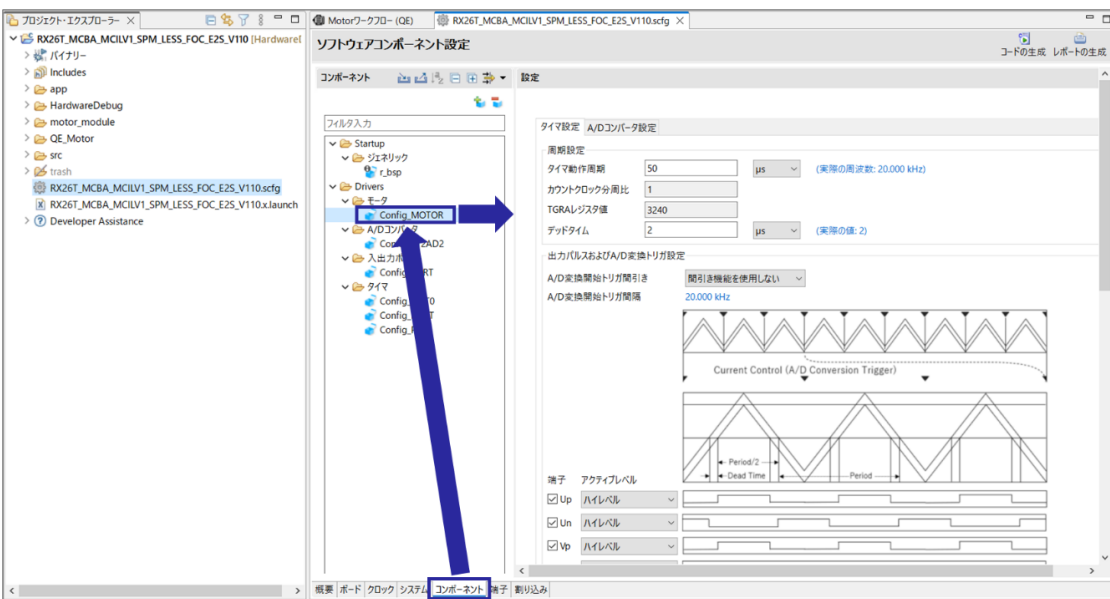 プロジェクト・エクスプローラー
RX26T_MCBA_MCILV1_SPM_LESS_FOC_E2S_V110 [Hardware
バイナリー
Includes
app
HardwareDebug
motor_module
QE_Motor
src
trash
RX26T_MCBA_MCILV1_SPM_LESS_FOC_E2S_V110.scfg
RX26T_MCBA_MCILV1_SPM_LESS_FOC_E2S_V110.x.launch
Developer Assistance
Motorワークフロー (QE)
RX26T_MCBA_MCILV1_SPM_LESS_FOC_E2S_V110.scfg
ソフトウェアコンポーネント設定
コードの生成 レポートの生成
コンポーネント
フィルタ入力
Startup
ジェネリック
r_bsp
Drivers
モータ
Config_MOTOR
A/Dコンバータ
入出力
タイマ
設定
タイマ設定 A/Dコンバータ設定
周期設定
タイマ動作周期 50 μs (実際の周波数: 20.000 kHz)
カウントクロック分周比 1
TGRAレジスタ値 3240
デッドタイム 2 μs (実際の値: 2)
出力パルスおよびA/D変換トリガ設定
A/D変換開始トリガ間引き 間引き機能を使用しない
A/D変換開始トリガ間隔 20.000 kHz
Current Control (A/D Conversion Trigger)
Period/2
Dead Time Period
端子 アクティブレベル
Up ハイレベル
Un ハイレベル
Vp ハイレベル
概要 ボード クロック システム コンポーネント 端子 割り込み